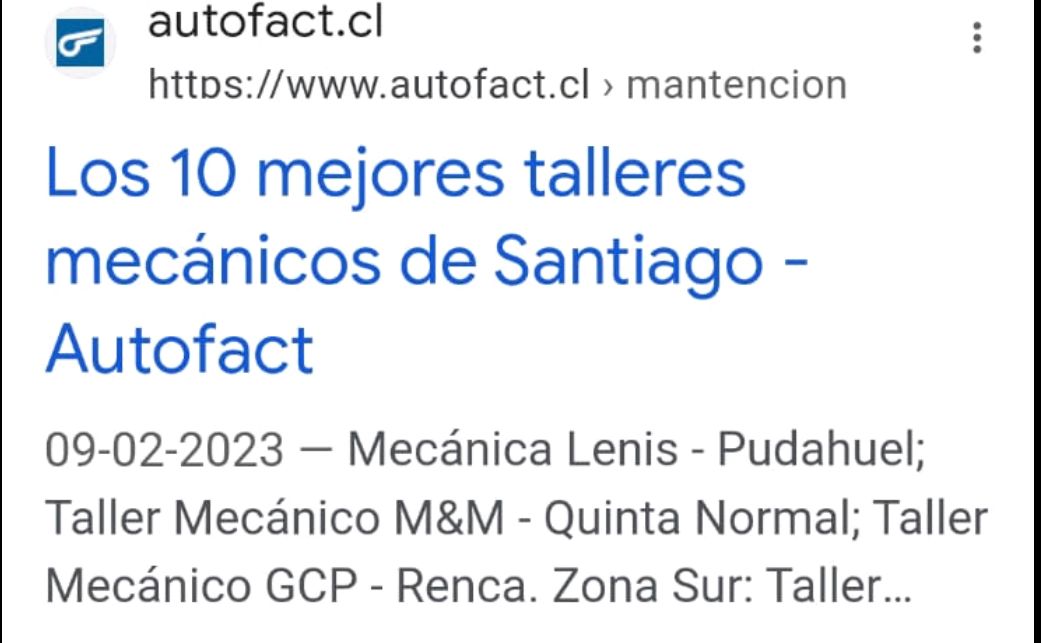 autofact.cl
https://www.autofact.cl › mantencion
Los 10 mejores talleres
mecánicos de Santiago -
Autofact
09-02-2023 — Mecánica Lenis - Pudahuel;
Taller Mecánico M&M - Quinta Normal; Taller
Mecánico GCP - Renca. Zona Sur: Taller...